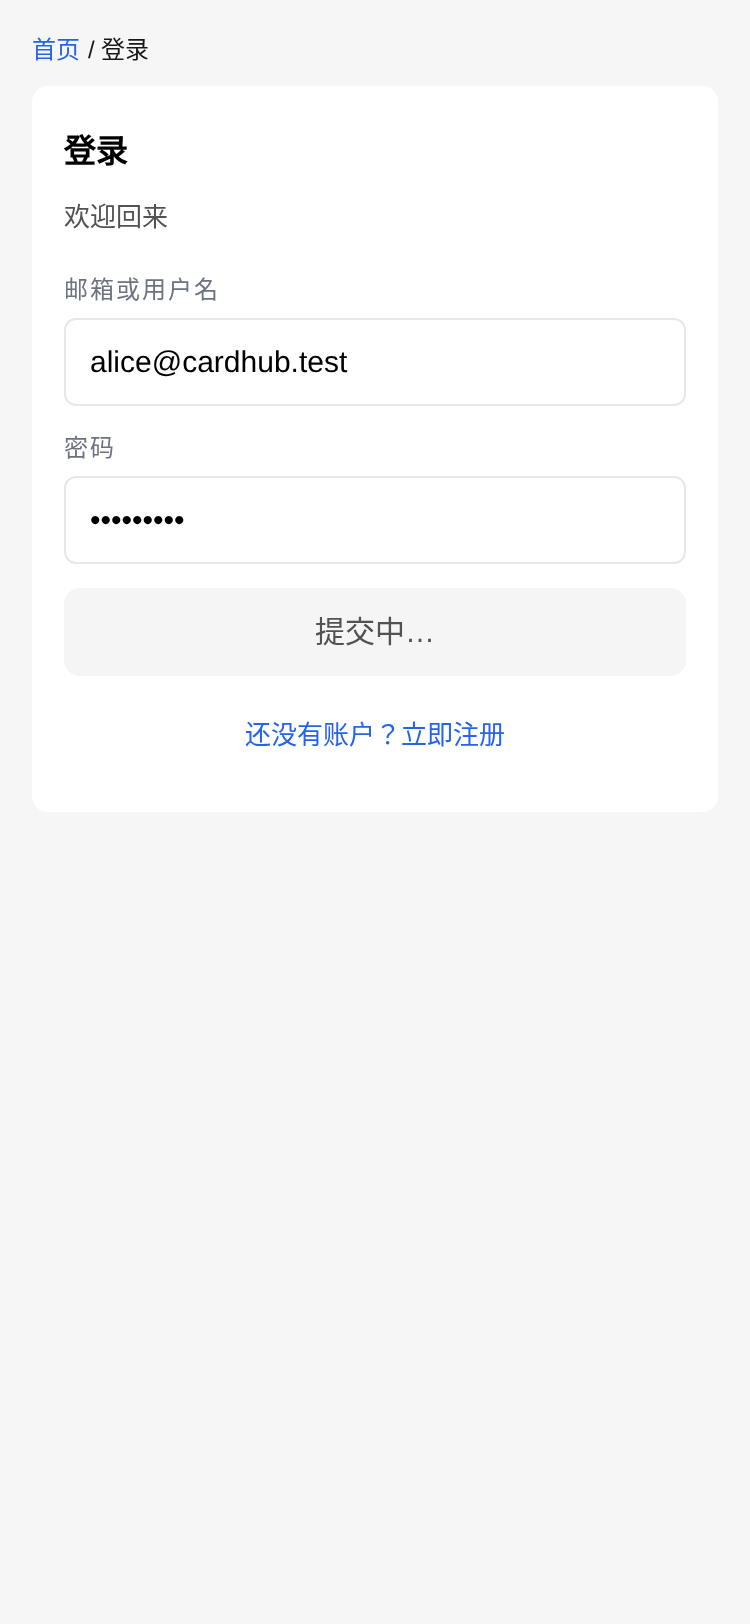 首页 / 登录
登录
欢迎回来
邮箱或用户名
alice@cardhub.test
密码
•••••••••
提交中…
还没有账户？立即注册